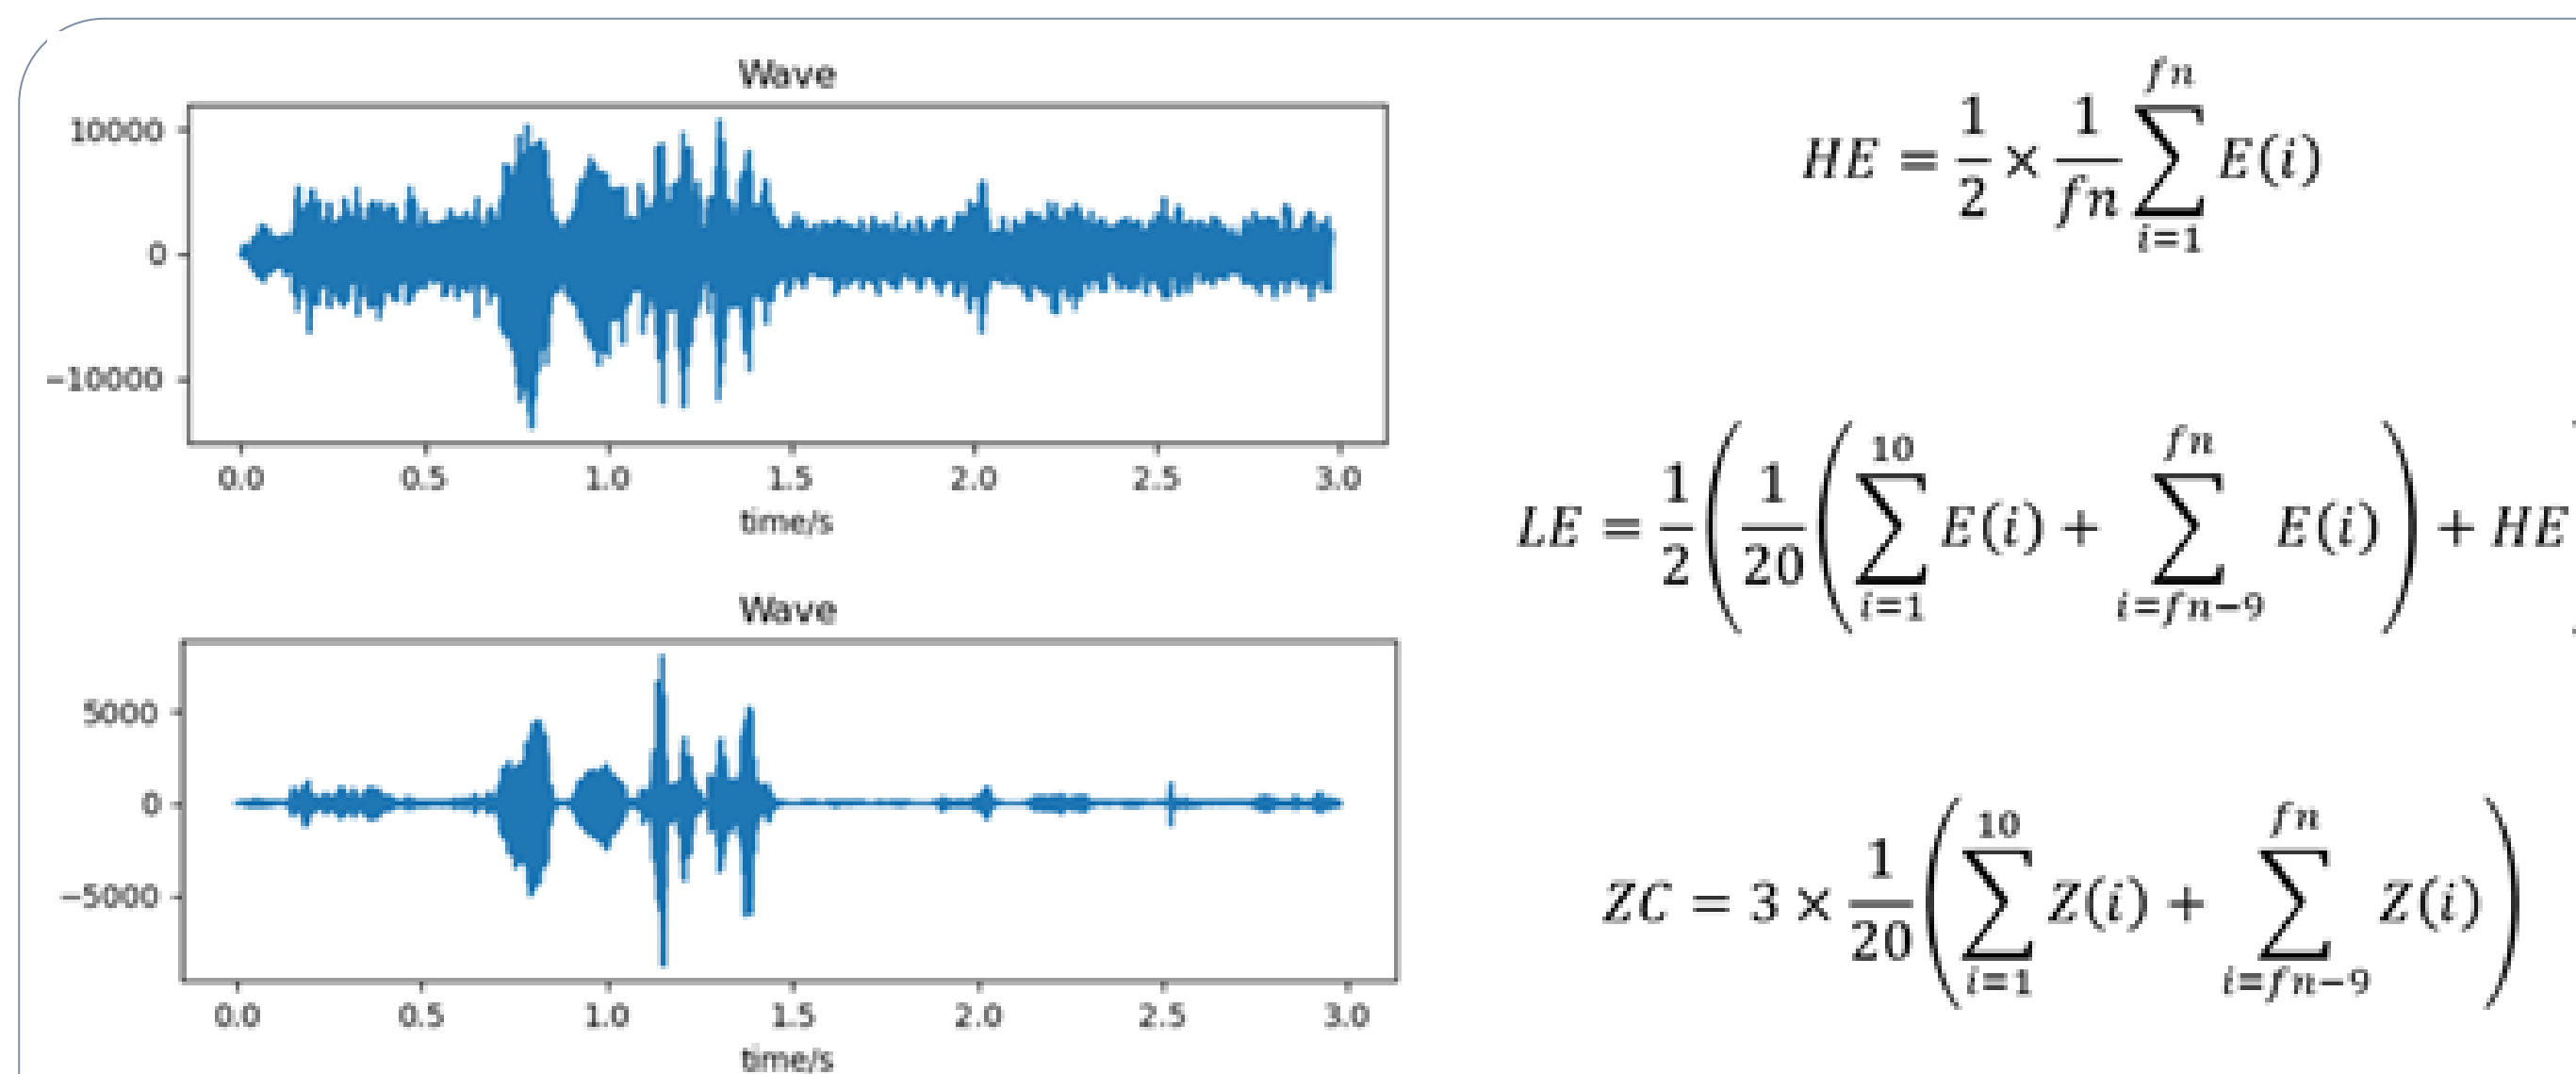 Wave
10000
0
−10000
0.0 0.5 1.0 1.5 2.0 2.5 3.0
time/s
Wave
5000
0
−5000
0.0 0.5 1.0 1.5 2.0 2.5 3.0
time/s
HE = 1/2 × 1/fn ∑_{i=1}^{fn} E(i)
LE = 1/2 ( 1/20 ( ∑_{i=1}^{10} E(i) + ∑_{i=fn−9}^{fn} E(i) ) + HE
ZC = 3 × 1/20 ( ∑_{i=1}^{10} Z(i) + ∑_{i=fn−9}^{fn} Z(i) )